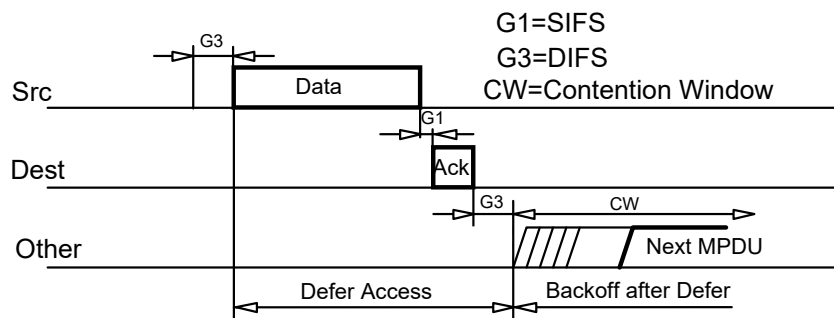 G1=SIFS
G3
G3=DIFS
Src
Data
CW=Contention Window
G1
Dest
Ack
G3
CW
Other
Next MPDU
Defer Access
Backoff after Defer